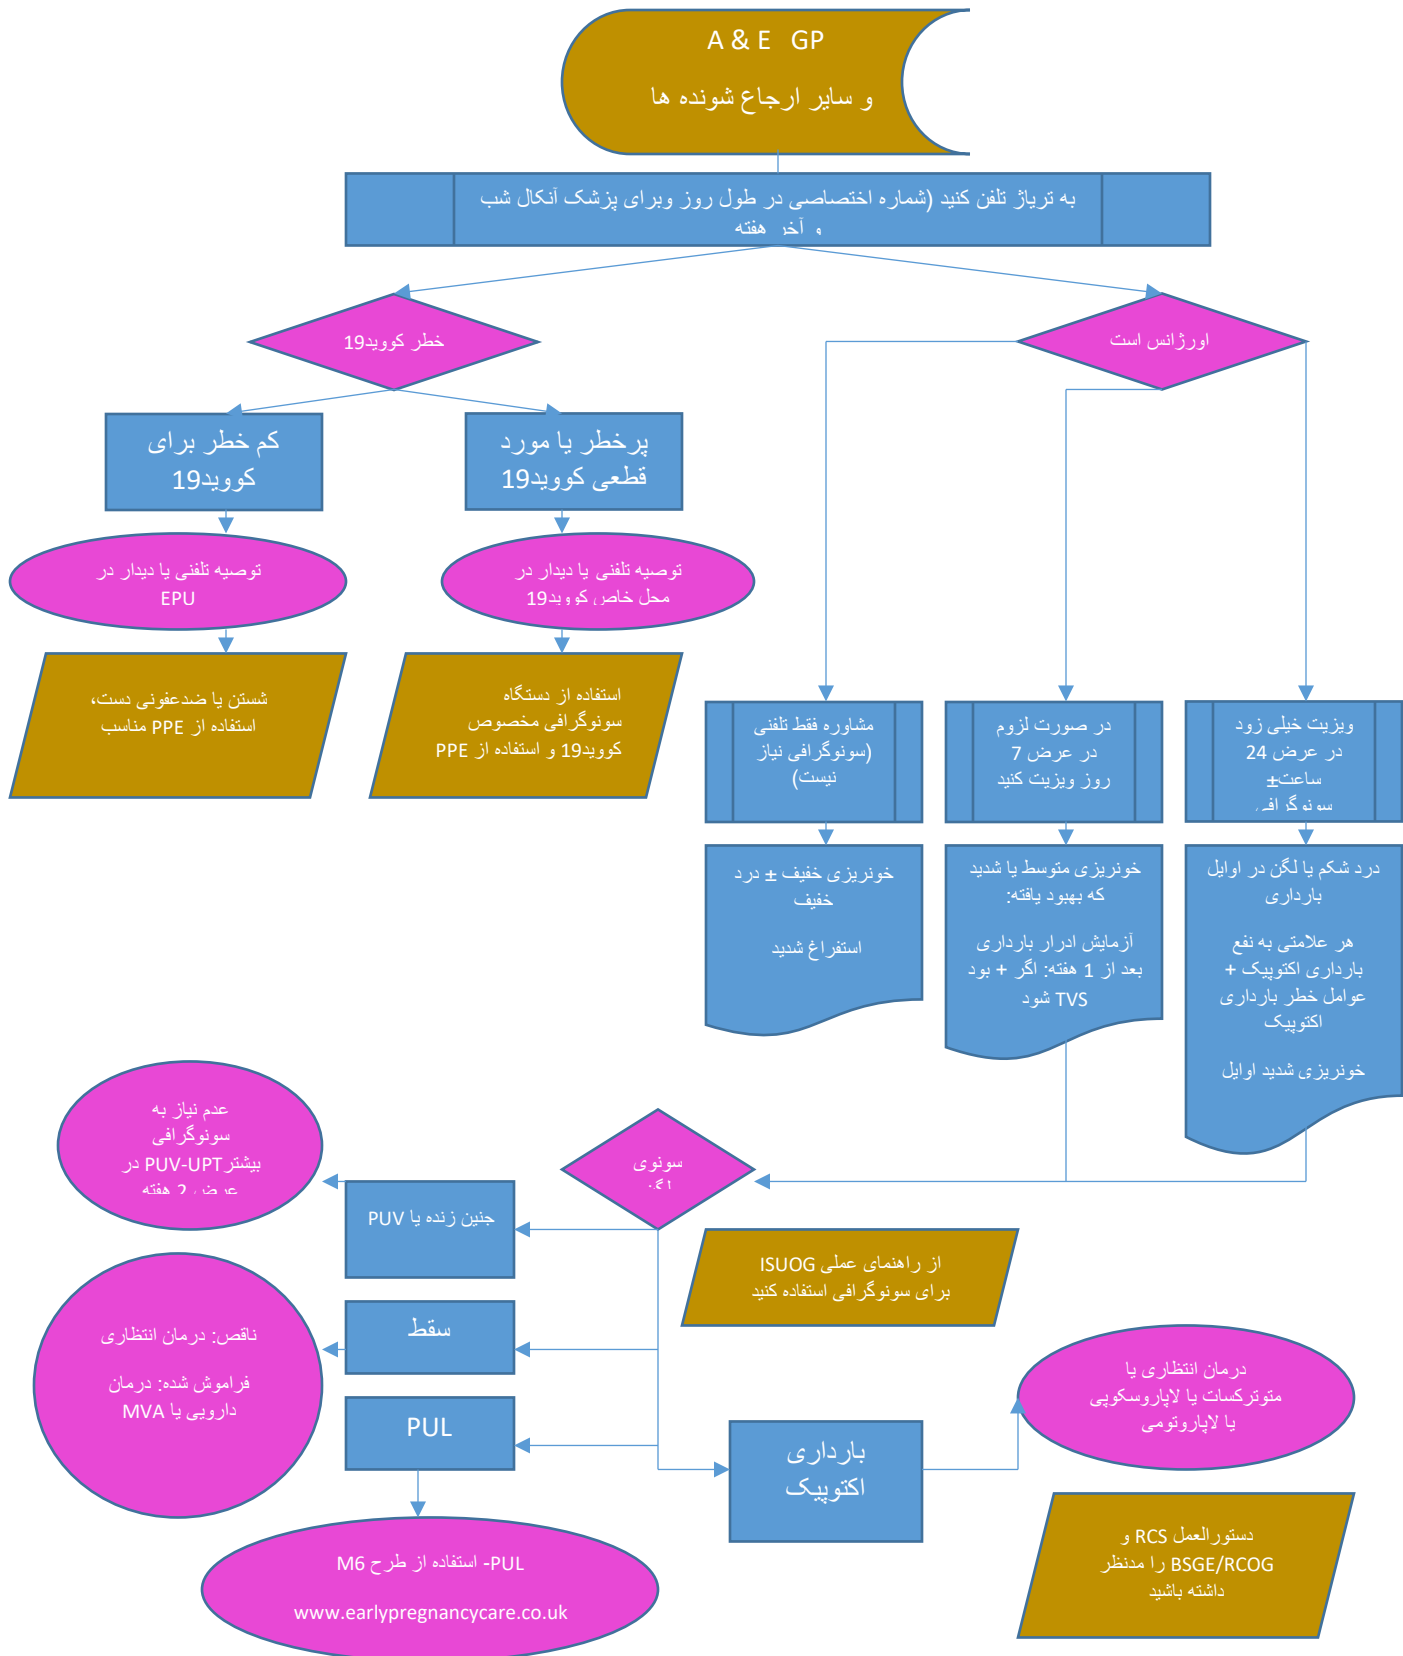 A & E   GP
و سایر ارجاع شونده ها
به تریاژ تلفن کنید (شماره اختصاصی در طول روز وبرای پزشک آنکال شب
و آخر هفته
خطر کووید19
اورژانس است
کم خطر برای
کووید19
پرخطر یا مورد
قطعی کووید19
توصیه تلفنی یا دیدار در
EPU
توصیه تلفنی یا دیدار در
محل خاص کووید19
شستن یا ضدعفونی دست،
استفاده از PPE مناسب
استفاده از دستگاه
سونوگرافی مخصوص
کووید19 و استفاده از PPE
مشاوره فقط تلفنی
(سونوگرافی نیاز
نیست)
در صورت لزوم
در عرض 7
روز ویزیت کنید
ویزیت خیلی زود
در عرض 24
ساعت±
سونوگرافی
خونریزی خفیف ± درد
خفیف
استفراغ شدید
خونریزی متوسط یا شدید
که بهبود یافته:
آزمایش ادرار بارداری
بعد از 1 هفته: اگر + بود
TVS شود
درد شکم یا لگن در اوایل
بارداری
هر علامتی به نفع
بارداری اکتوپیک +
عوامل خطر بارداری
اکتوپیک
خونریزی شدید اوایل
عدم نیاز به
سونوگرافی
بیشترPUV-UPT در
عرض 2 هفته
سونوی
لگن
جنین زنده یا PUV
از راهنمای عملی ISUOG
برای سونوگرافی استفاده کنید
سقط
ناقص: درمان انتظاری
فراموش شده: درمان
دارویی یا MVA
PUL
بارداری
اکتوپیک
درمان انتظاری یا
متوترکسات یا لاپاروسکوپی
یا لاپاروتومی
PUL- استفاده از طرح M6
www.earlypregnancycare.co.uk
دستورالعمل RCS و
BSGE/RCOG را مدنظر
داشته باشید